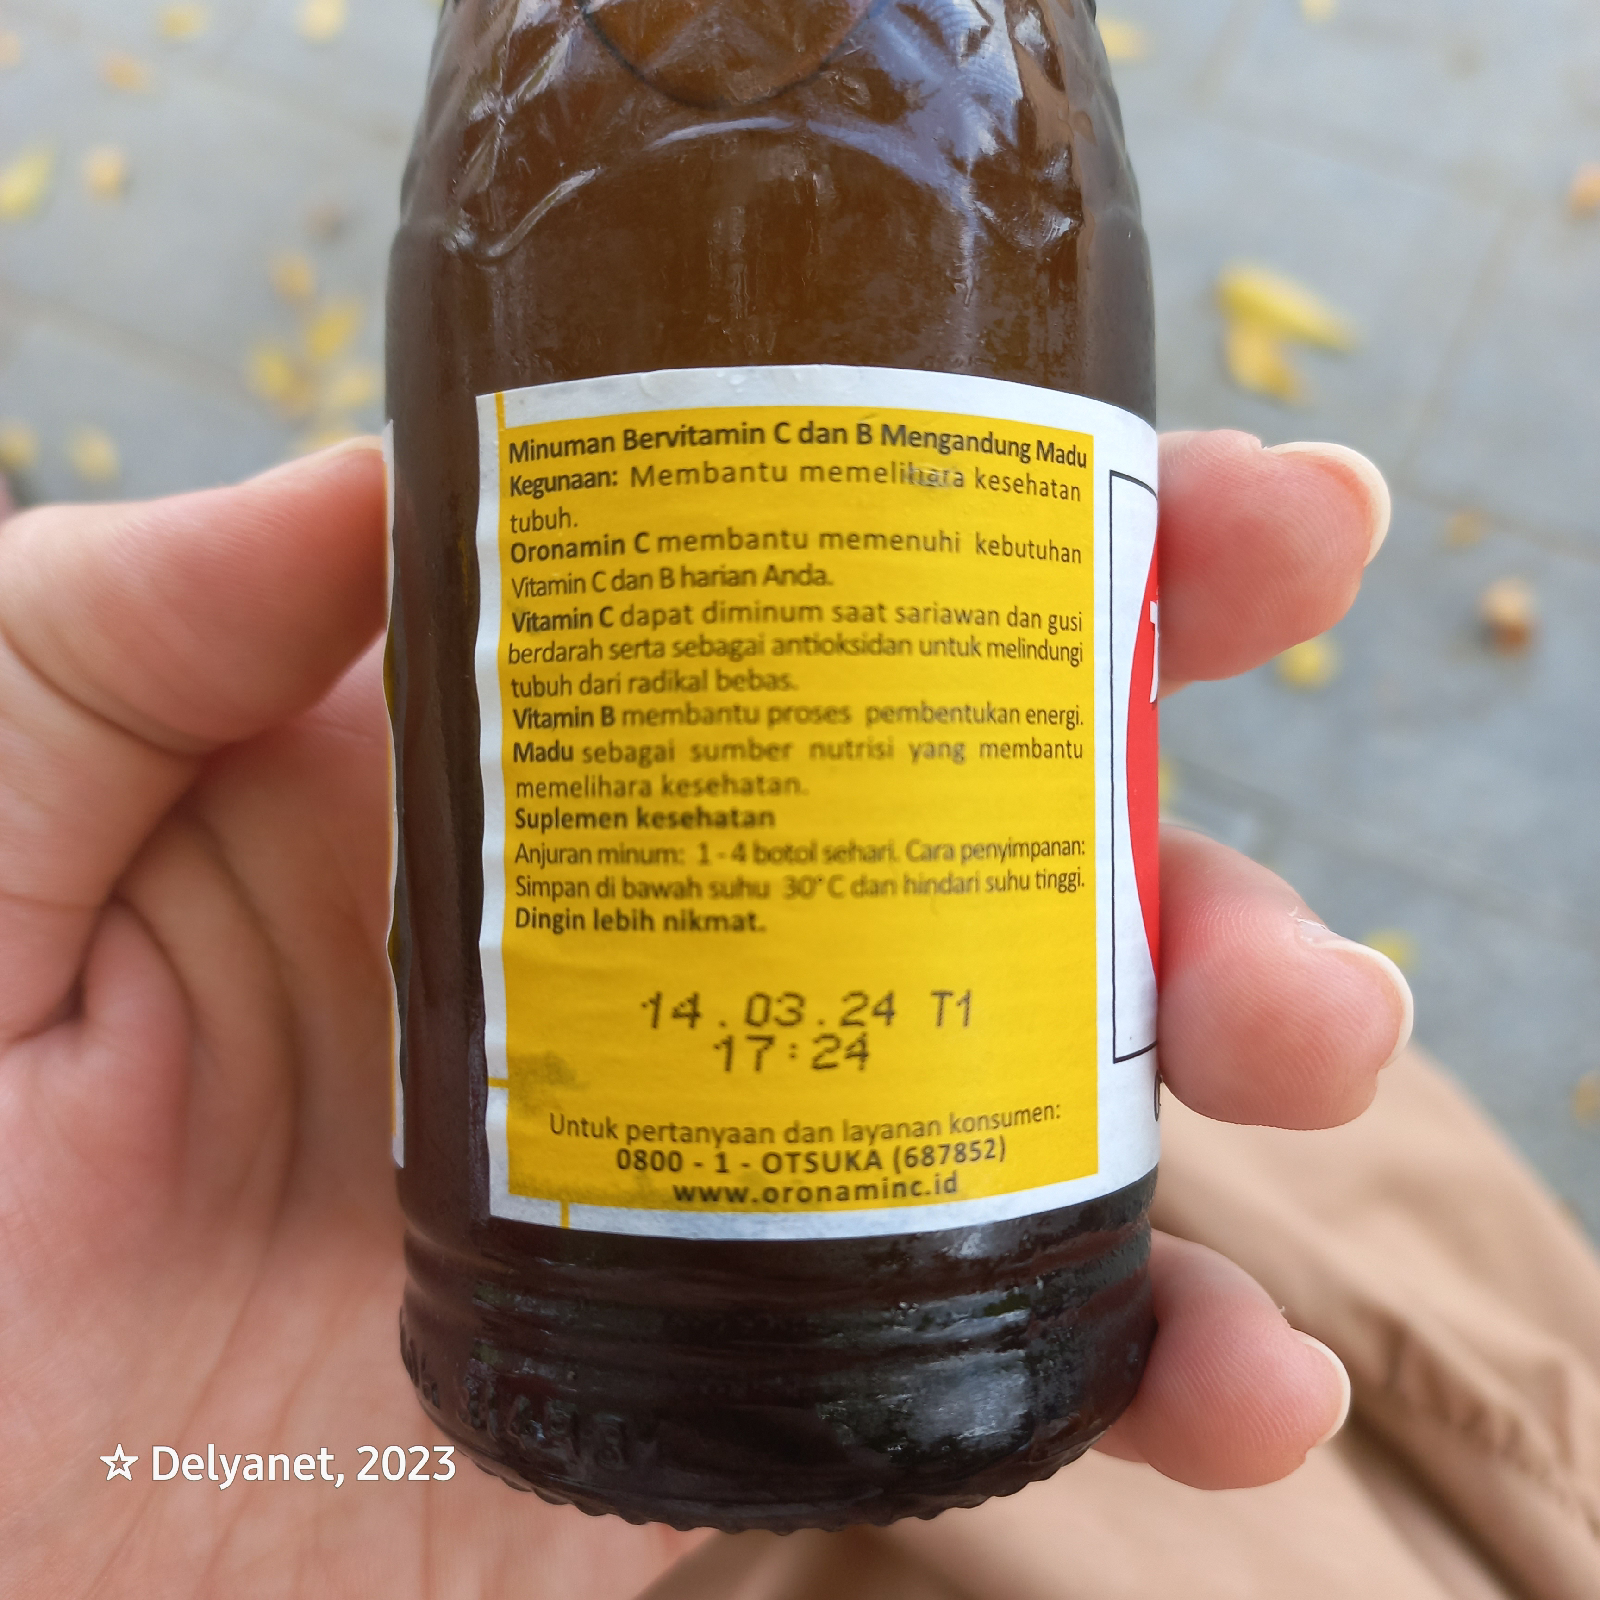 Minuman Bervitamin C dan B Mengandung Madu
Kegunaan: Membantu memelihara kesehatan
tubuh.
Oronamin C membantu memenuhi kebutuhan
Vitamin C dan B harian Anda.
Vitamin C dapat diminum saat sariawan dan gusi
berdarah serta sebagai antioksidan untuk melindungi
tubuh dari radikal bebas.
Vitamin B membantu proses pembentukan energi.
Madu sebagai sumber nutrisi yang membantu
memelihara kesehatan.
Suplemen kesehatan
Anjuran minum: 1 - 4 botol sehari. Cara penyimpanan:
Simpan di bawah suhu 30°C dan hindari suhu tinggi.
Dingin lebih nikmat.
14.03.24 T1
17:24
Untuk pertanyaan dan layanan konsumen:
0800 - 1 - OTSUKA (687852)
www.oronaminc.id
☆ Delyanet, 2023